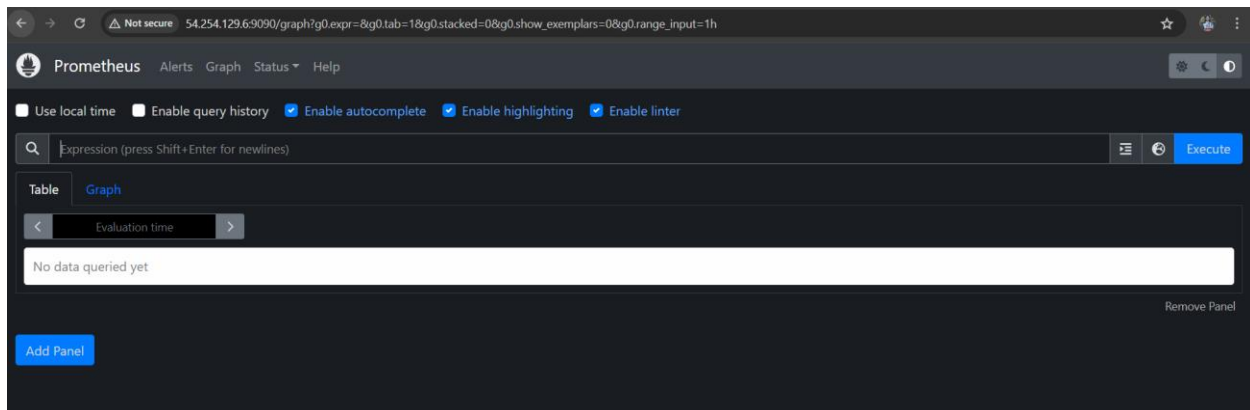 Not secure 54.254.129.6:9090/graph?g0.expr=&g0.tab=1&g0.stacked=0&g0.show_exemplars=0&g0.range_input=1h
Prometheus Alerts Graph Status Help
Use local time Enable query history Enable autocomplete Enable highlighting Enable linter
Expression (press Shift+Enter for newlines) Execute
Table Graph
Evaluation time
No data queried yet
Remove Panel
Add Panel